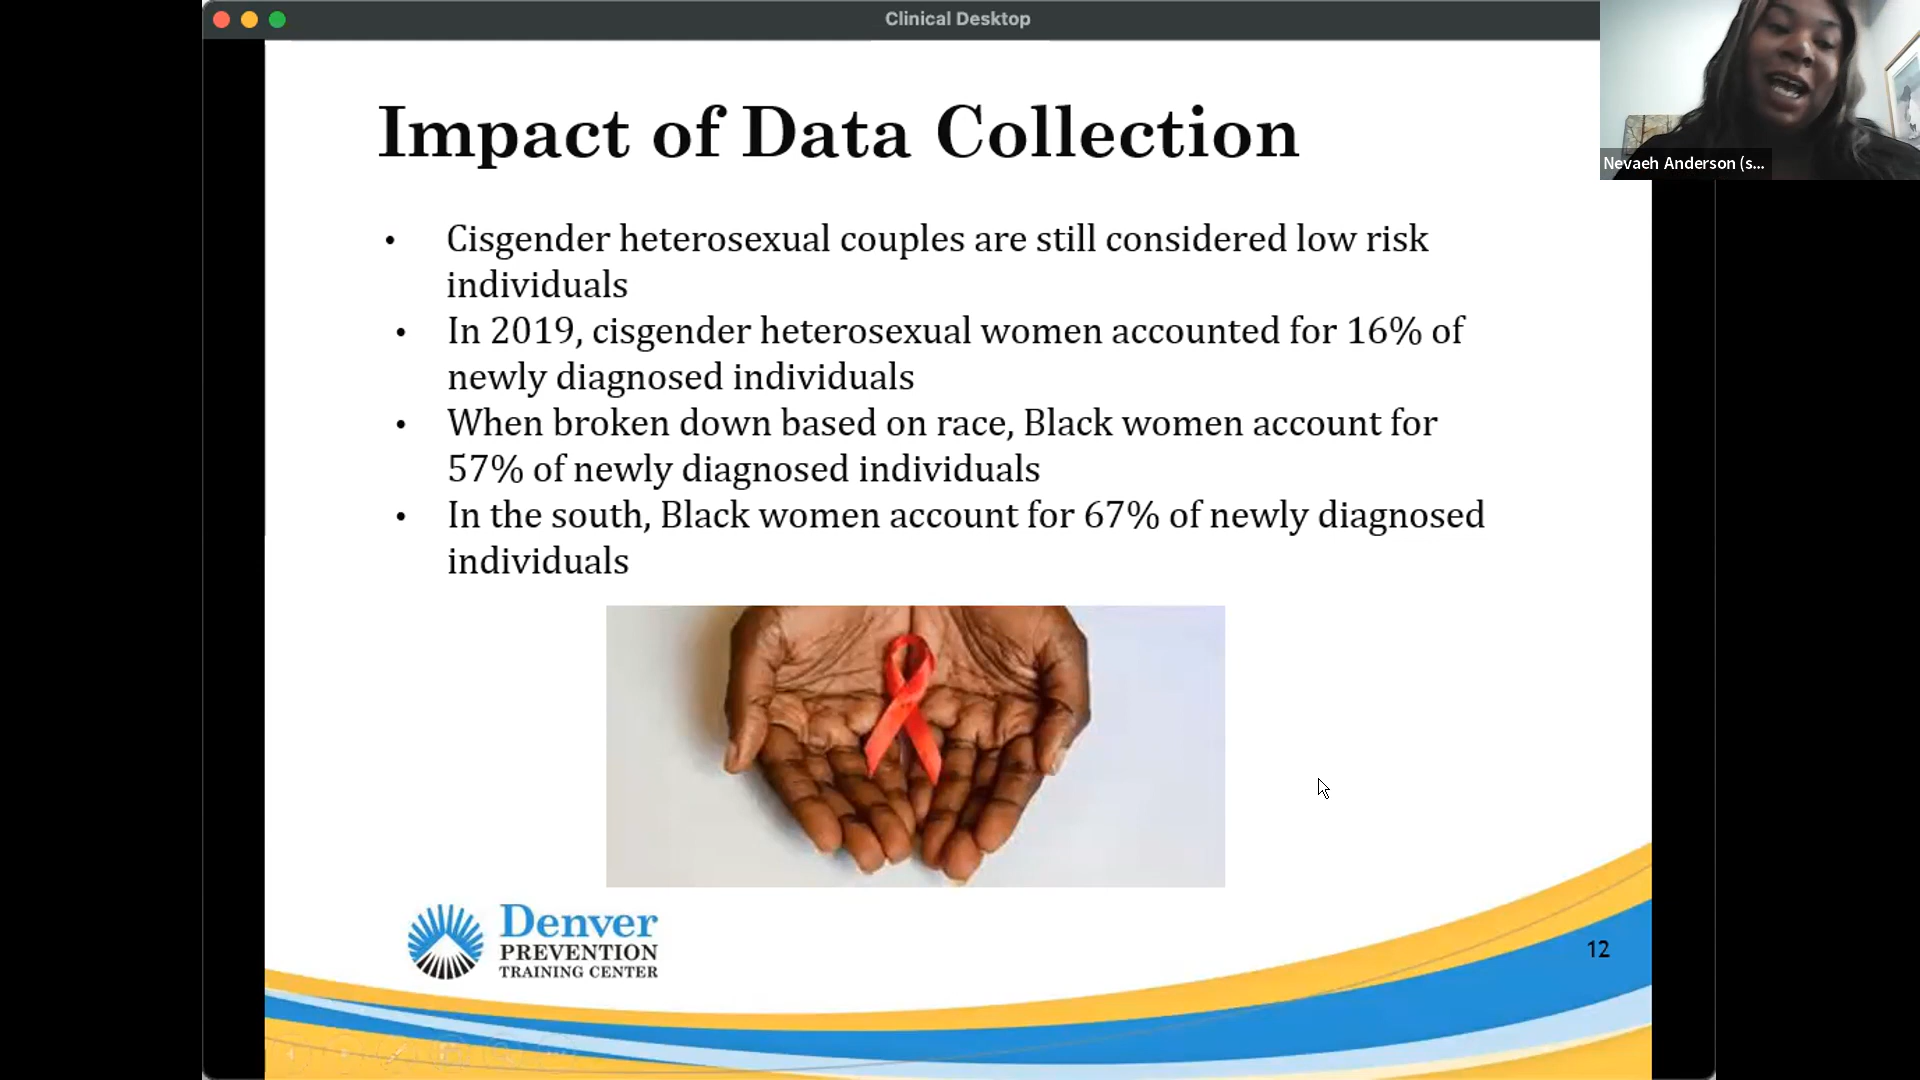 Clinical Desktop
Nevaeh Anderson (s...
Impact of Data Collection
• Cisgender heterosexual couples are still considered low risk
individuals
• In 2019, cisgender heterosexual women accounted for 16% of
newly diagnosed individuals
• When broken down based on race, Black women account for
57% of newly diagnosed individuals
• In the south, Black women account for 67% of newly diagnosed
individuals
Denver
PREVENTION
TRAINING CENTER
12